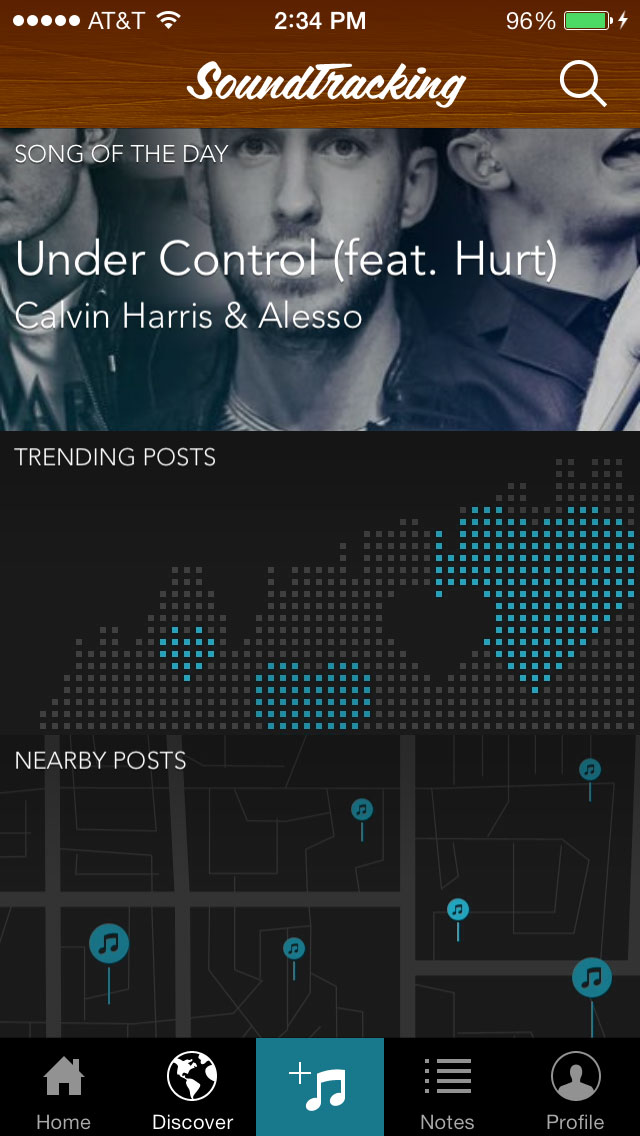 AT&T 2:34 PM 96%
SoundTracking
SONG OF THE DAY
Under Control (feat. Hurt)
Calvin Harris & Alesso
TRENDING POSTS
NEARBY POSTS
Home Discover Notes Profile